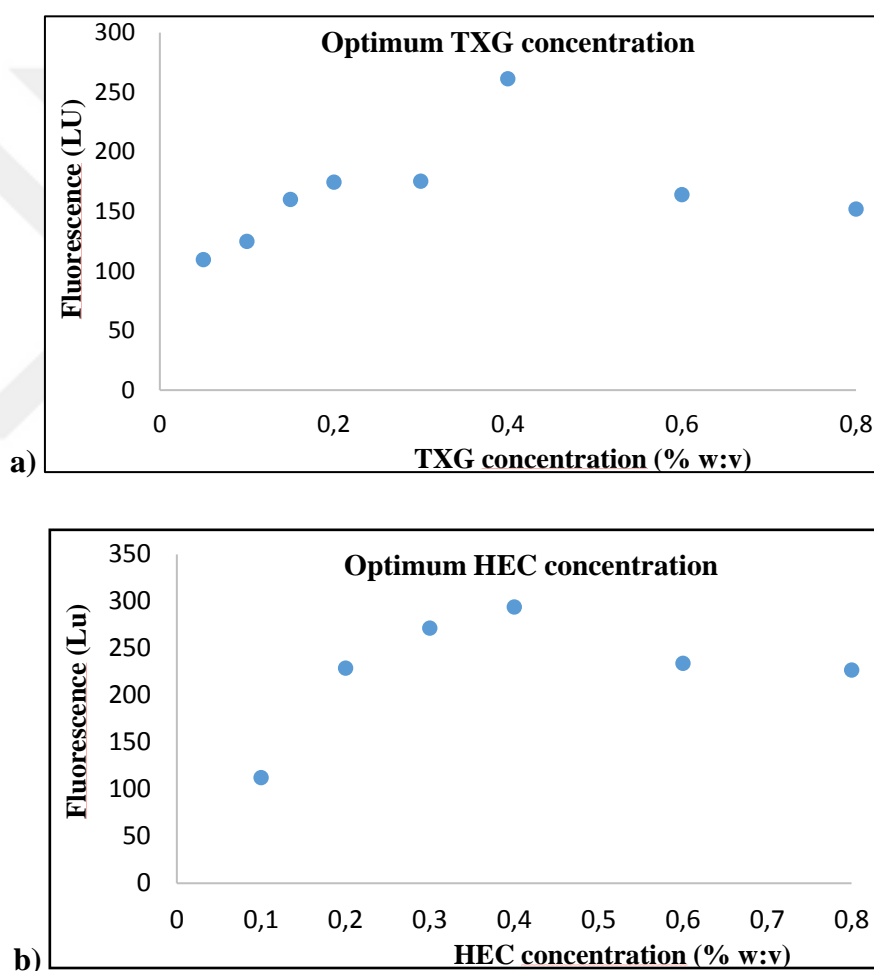 Optimum TXG concentration
300
250
200
150
100
50
0
Fluorescence (LU)
0 0,2 0,4 0,6 0,8
TXG concentration (% w:v)
a)
Optimum HEC concentration
350
300
250
200
150
100
50
0
Fluorescence (Lu)
0 0,1 0,2 0,3 0,4 0,5 0,6 0,7 0,8
HEC concentration (% w:v)
b)